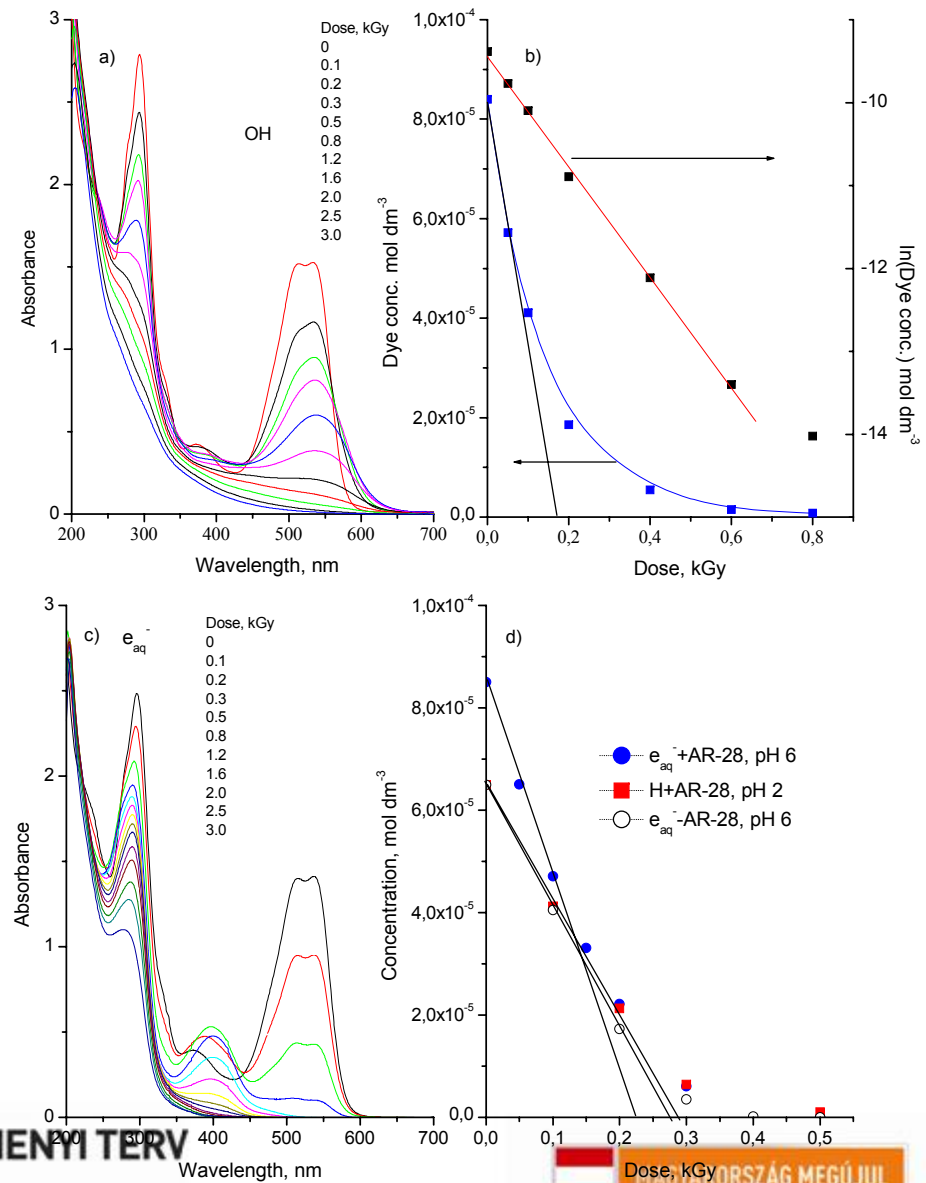 a)
OH
Dose, kGy
0
0.1
0.2
0.3
0.5
0.8
1.2
1.6
2.0
2.5
3.0
3
2
1
0
200 300 400 500 600 700
Absorbance
Wavelength, nm
b)
1,0x10-4
8,0x10-5
6,0x10-5
4,0x10-5
2,0x10-5
0,0
0,0 0,2 0,4 0,6 0,8
-10
-12
-14
Dye conc. mol dm-3
ln(Dye conc.) mol dm-3
Dose, kGy
c) eaq-
Dose, kGy
0
0.1
0.2
0.3
0.5
0.8
1.2
1.6
2.0
2.5
3.0
3
2
1
0
200 300 400 500 600 700
Absorbance
Wavelength, nm
d)
1,0x10-4
8,0x10-5
6,0x10-5
4,0x10-5
2,0x10-5
0,0
0,0 0,1 0,2 0,3 0,4 0,5
Concentration, mol dm-3
eaq-+AR-28, pH 6
H+AR-28, pH 2
eaq--AR-28, pH 6
Dose, kGy
HENYI TERV
ORSZÁG MEGÚJUL